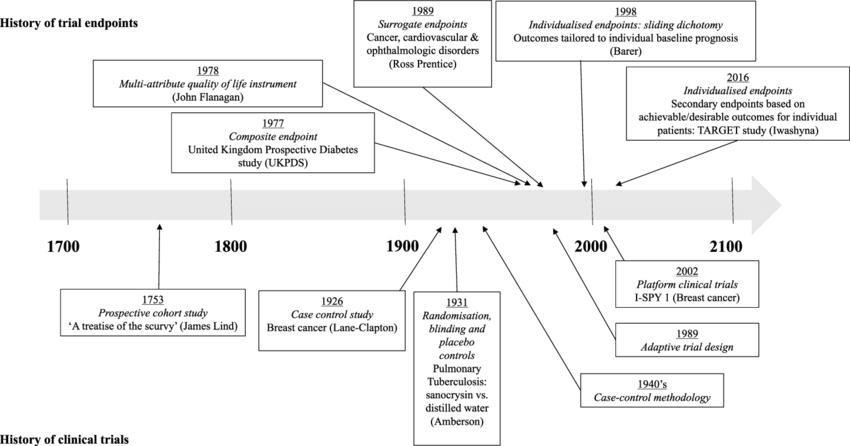 History of trial endpoints
1989
Surrogate endpoints
Cancer, cardiovascular &
ophthalmologic disorders
(Ross Prentice)
1998
Individualised endpoints: sliding dichotomy
Outcomes tailored to individual baseline prognosis
(Barer)
1978
Multi-attribute quality of life instrument
(John Flanagan)
2016
Individualised endpoints
Secondary endpoints based on
achievable/desirable outcomes for individual
patients: TARGET study (Iwashyna)
1977
Composite endpoint
United Kingdom Prospective Diabetes
study (UKPDS)
1700
1800
1900
2000
2100
1753
Prospective cohort study
‘A treatise of the scurvy’ (James Lind)
1926
Case control study
Breast cancer (Lane-Clapton)
1931
Randomisation,
blinding and
placebo
controls
Pulmonary
Tuberculosis:
sanocrysin vs.
distilled water
(Amberson)
2002
Platform clinical trials
I-SPY 1 (Breast cancer)
1989
Adaptive trial design
1940’s
Case-control methodology
History of clinical trials